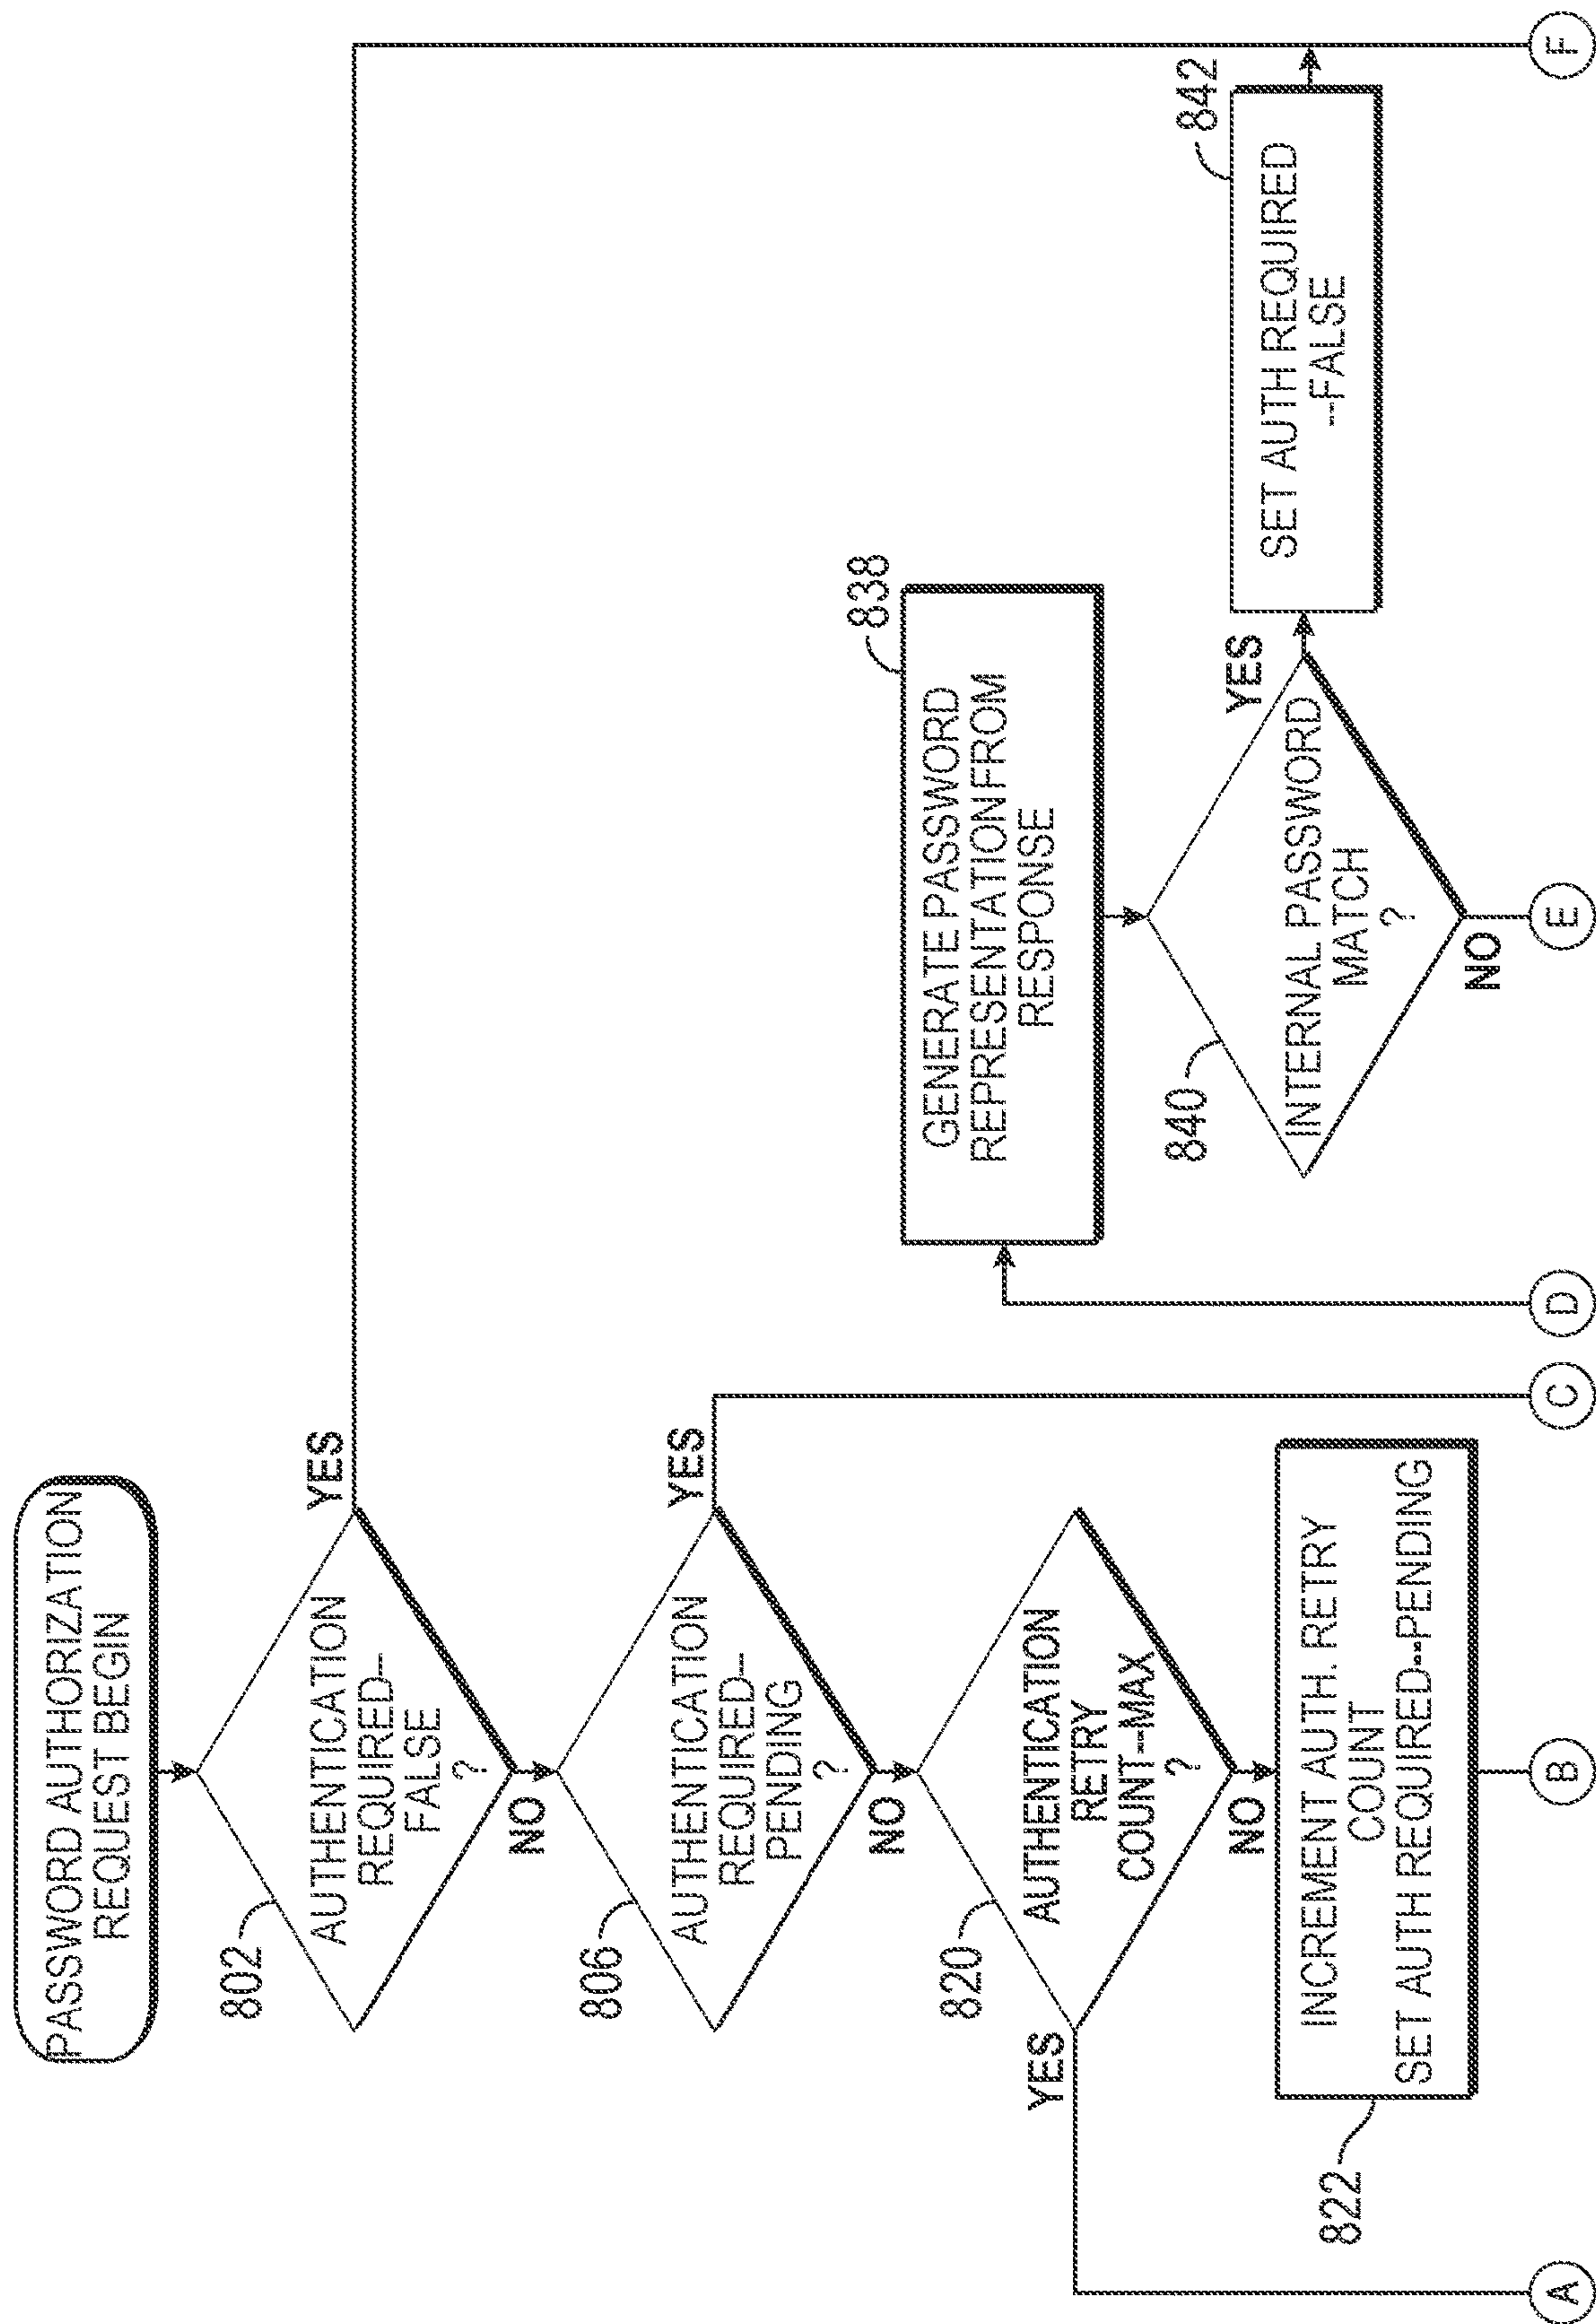 PASSWORD AUTHORIZATION
REQUEST BEGIN
802
AUTHENTICATION
REQUIRED--
FALSE
?
YES
NO
806
AUTHENTICATION
REQUIRED--
PENDING
?
YES
NO
820
AUTHENTICATION
RETRY
COUNT--MAX
?
YES
NO
822
INCREMENT AUTH. RETRY
COUNT
SET AUTH REQUIRED--PENDING
838
GENERATE PASSWORD
REPRESENTATION FROM
RESPONSE
840
INTERNAL PASSWORD
MATCH
?
YES
NO
842
SET AUTH REQUIRED
--FALSE
A
B
C
D
E
F